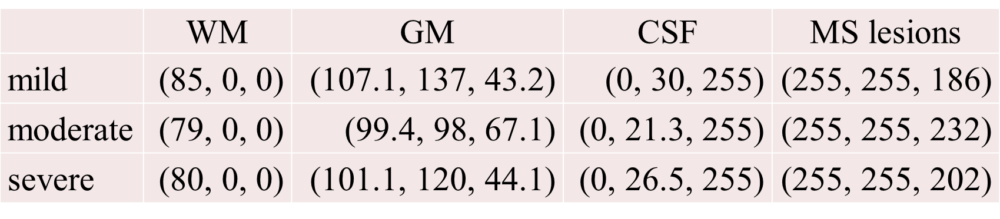 WM GM CSF MS lesions
mild (85, 0, 0) (107.1, 137, 43.2) (0, 30, 255) (255, 255, 186)
moderate (79, 0, 0) (99.4, 98, 67.1) (0, 21.3, 255) (255, 255, 232)
severe (80, 0, 0) (101.1, 120, 44.1) (0, 26.5, 255) (255, 255, 202)